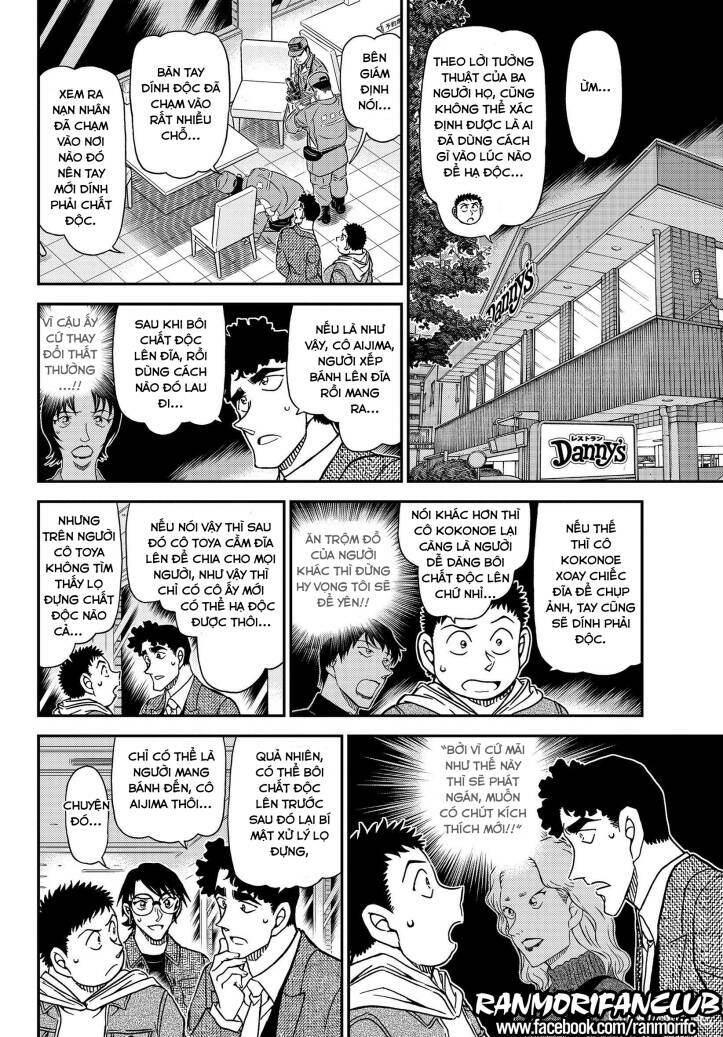 ỪM...
THEO LỜI TƯỜNG
THUẬT CỦA BA
NGƯỜI HỌ, CŨNG
KHÔNG THỂ XÁC
ĐỊNH ĐƯỢC LÀ AI
ĐÃ DÙNG CÁCH
GÌ VÀO LÚC NÀO
ĐỂ HẠ ĐỘC...
Danny's
レストラン
Danny's
BÊN
GIÁM
ĐỊNH
NÓI...
BÀN TAY
DÍNH ĐỘC ĐÃ
CHẠM VÀO
RẤT NHIỀU
CHỖ...
XEM RA
NẠN NHÂN
ĐÃ CHẠM
VÀO NƠI
NÀO ĐÓ
NÊN TAY
MỚI DÍNH
PHẢI CHẤT
ĐỘC.
NẾU LÀ NHƯ
VẬY, CÔ AIJIMA,
NGƯỜI XẾP
BÁNH LÊN ĐĨA
RỒI MANG
RA...
SAU KHI BÔI
CHẤT ĐỘC
LÊN ĐĨA, RỒI
DÙNG CÁCH
NÀO ĐÓ LAU
ĐI...
VÌ CẬU ẤY
CỨ THAY
ĐỔI THẤT
THƯỜNG
...!!
NẾU THẾ
THÌ CÔ
KOKONOE
XOAY CHIẾC
ĐĨA ĐỂ CHỤP
ẢNH, TAY CŨNG
SẼ DÍNH PHẢI
ĐỘC.
NÓI KHÁC HƠN THÌ
CÔ KOKONOE LẠI
CÀNG LÀ NGƯỜI
DỄ DÀNG BÔI
CHẤT ĐỘC LÊN
CHỨ NHỈ...
ĂN TRỘM ĐỒ
CỦA NGƯỜI
KHÁC THÌ ĐỪNG
HY VỌNG TÔI SẼ
ĐỂ YÊN!!
NẾU NÓI VẬY THÌ SAU
ĐÓ CÔ TOYA CẦM ĐĨA
LÊN ĐỂ CHIA CHO MỌI
NGƯỜI, NHƯ VẬY THÌ
CHỈ CÓ CÔ ẤY MỚI
CÓ THỂ HẠ ĐỘC
ĐƯỢC THÔI...
NHƯNG
TRÊN NGƯỜI
CÔ TOYA
KHÔNG TÌM
THẤY LỌ
ĐỰNG CHẤT
ĐỘC NÀO
CẢ...
"BỞI VÌ CỨ MÃI
NHƯ THẾ NÀY
THÌ SẼ PHÁT
NGÁN, MUỐN
CÓ CHÚT KÍCH
THÍCH MỚI!!"
QUẢ NHIÊN,
CÓ THỂ BÔI
CHẤT ĐỘC
LÊN TRƯỚC
SAU ĐÓ LẠI BÍ
MẬT XỬ LÝ LỌ
ĐỰNG,
CHỈ CÓ THỂ LÀ
NGƯỜI MANG
BÁNH ĐẾN, CÔ
AIJIMA THÔI...
CHUYỆN
ĐÓ...
RANMORIFANCLUB
www.facebook.com/ranmorifc